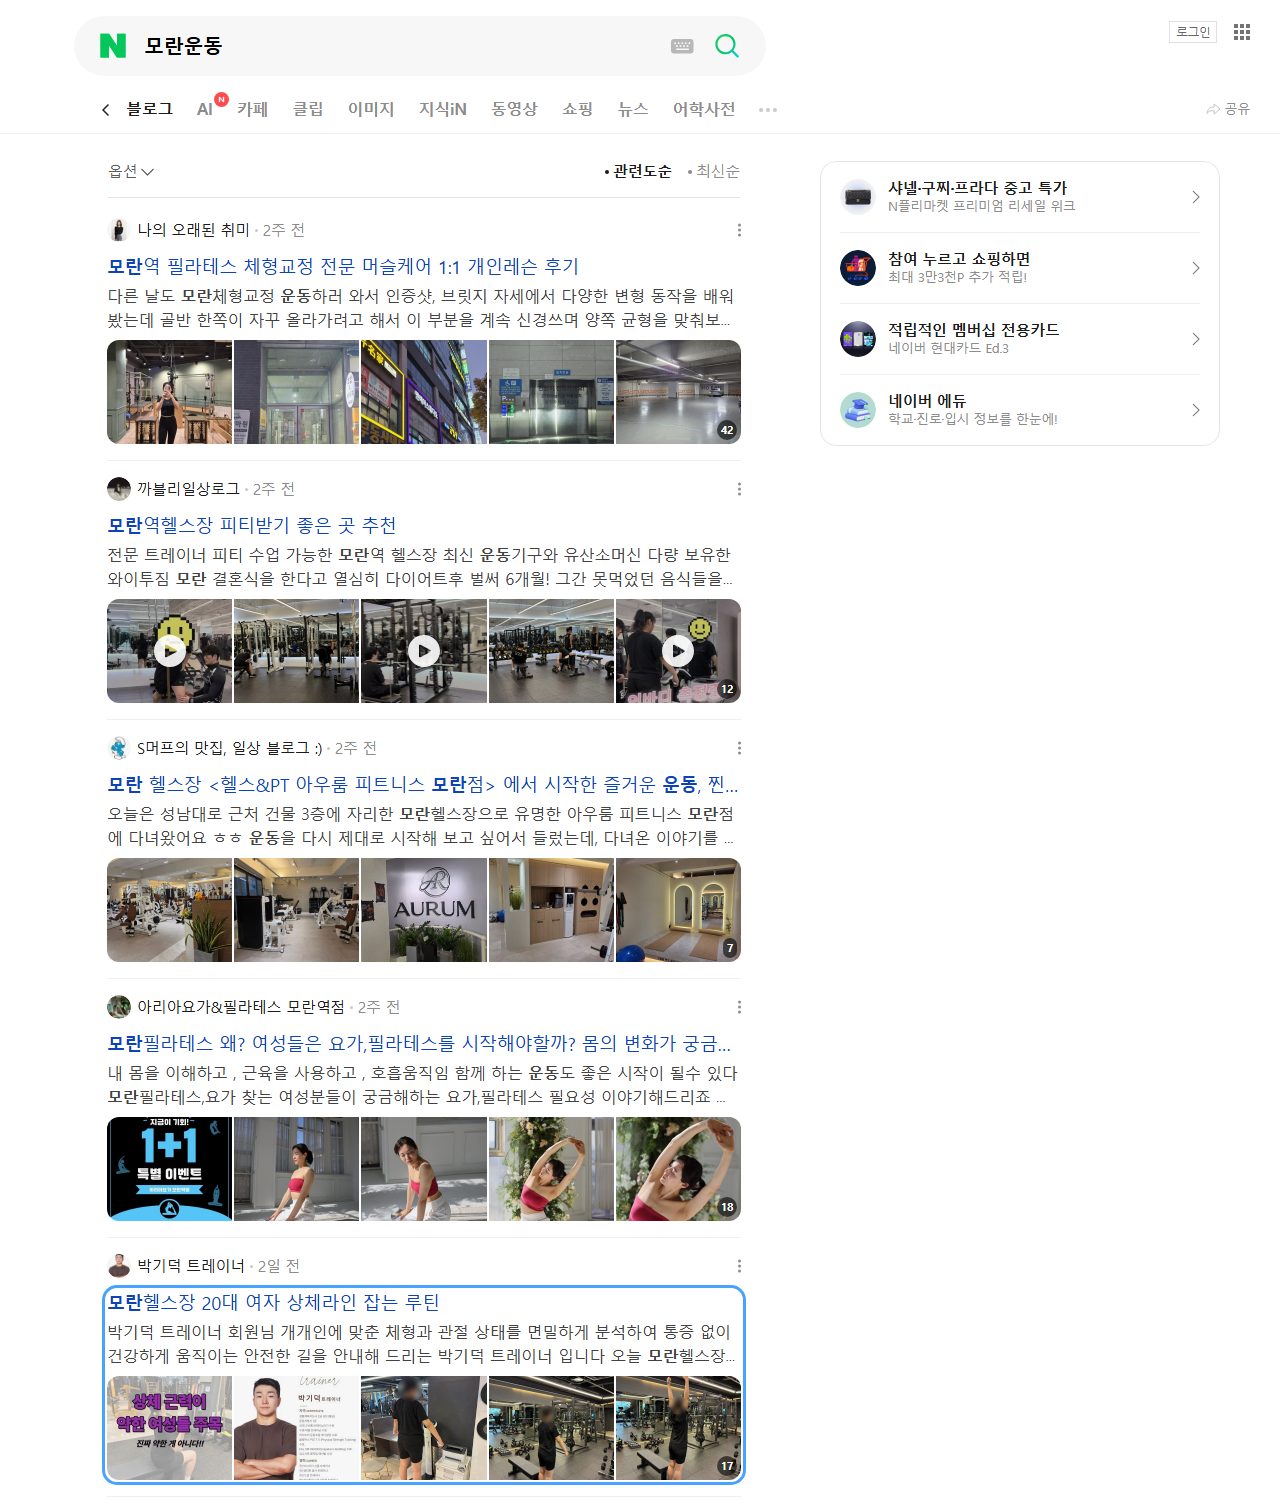 모란운동
로그인
블로그 AI N 카페 클립 이미지 지식iN 동영상 쇼핑 뉴스 어학사전
공유
옵션
• 관련도순 • 최신순
나의 오래된 취미 · 2주 전
모란역 필라테스 체형교정 전문 머슬케어 1:1 개인레슨 후기
다른 날도 모란체형교정 운동하러 와서 인증샷, 브릿지 자세에서 다양한 변형 동작을 배워
봤는데 골반 한쪽이 자꾸 올라가려고 해서 이 부분을 계속 신경쓰며 양쪽 균형을 맞춰보...
42
까블리일상로그 · 2주 전
모란역헬스장 피티받기 좋은 곳 추천
전문 트레이너 피티 수업 가능한 모란역 헬스장 최신 운동기구와 유산소머신 다량 보유한
와이투짐 모란 결혼식을 한다고 열심히 다이어트후 벌써 6개월! 그간 못먹었던 음식들을...
12
S머프의 맛집, 일상 블로그 :) · 2주 전
모란 헬스장 <헬스&PT 아우룸 피트니스 모란점> 에서 시작한 즐거운 운동, 찐...
오늘은 성남대로 근처 건물 3층에 자리한 모란헬스장으로 유명한 아우룸 피트니스 모란점
에 다녀왔어요 ㅎㅎ 운동을 다시 제대로 시작해 보고 싶어서 들렀는데, 다녀온 이야기를 ...
AURUM
7
아리아요가&필라테스 모란역점 · 2주 전
모란필라테스 왜? 여성들은 요가,필라테스를 시작해야할까? 몸의 변화가 궁금...
내 몸을 이해하고 , 근육을 사용하고 , 호흡움직임 함께 하는 운동도 좋은 시작이 될수 있다
모란필라테스,요가 찾는 여성분들이 궁금해하는 요가,필라테스 필요성 이야기해드리죠 ...
지금이 기회!
1+1
특별 이벤트
18
박기덕 트레이너 · 2일 전
모란헬스장 20대 여자 상체라인 잡는 루틴
박기덕 트레이너 회원님 개개인에 맞춘 체형과 관절 상태를 면밀하게 분석하여 통증 없이
건강하게 움직이는 안전한 길을 안내해 드리는 박기덕 트레이너 입니다 오늘 모란헬스장...
상체 근력이
약한 여성들 주목
진짜 약한 게 아니다!!
trainer
박기덕트레이너
17
샤넬·구찌·프라다 중고 특가
N플리마켓 프리미엄 리세일 위크
참여 누르고 쇼핑하면
최대 3만3천P 추가 적립!
적립적인 멤버십 전용카드
네이버 현대카드 Ed.3
네이버 에듀
학교·진로·입시 정보를 한눈에!